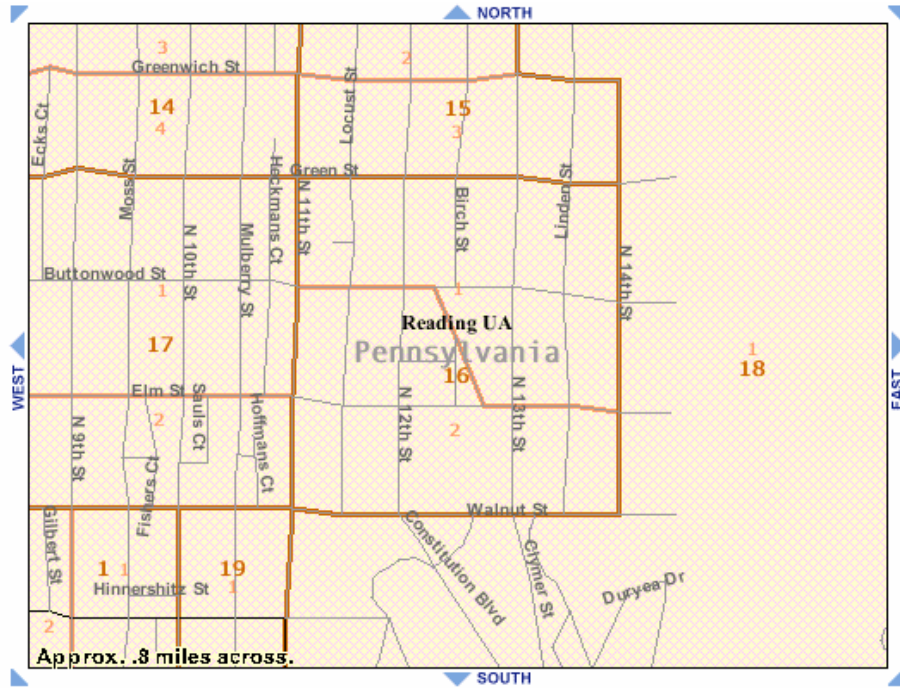 NORTH
3
2
Greenwich St
14
15
4
3
Ecks Ct
Locust St
Green St
Moss St
Heckmans Ct
N 11th St
Birch St
Linden St
N 10th St
Mulberry St
N 14th St
Buttonwood St
1
1
Reading UA
Pennsylvania
17
16
1
18
WEST
EAST
Elm St
2
Sauls Ct
Hoffmans Ct
N 12th St
N 13th St
2
N 9th St
Fishers Ct
Walnut St
Gilbert St
Constitution Blvd
Clymer St
1
1
19
1
Hinnershitz St
Duryea Dr
2
Approx. .8 miles across.
SOUTH